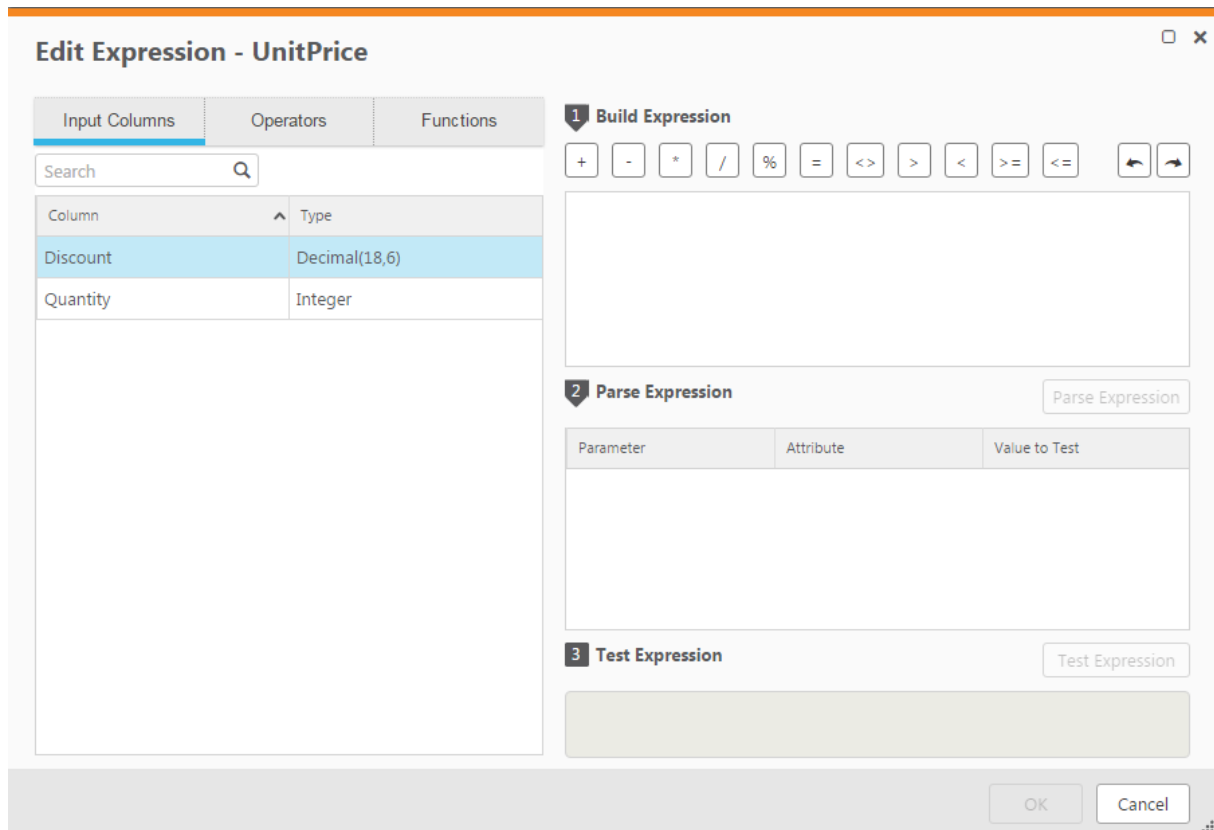 Edit Expression - UnitPrice
Input Columns Operators Functions
Search
Column Type
Discount Decimal(18,6)
Quantity Integer
1 Build Expression
+ - * / % = <> > < >= <=
2 Parse Expression Parse Expression
Parameter Attribute Value to Test
3 Test Expression Test Expression
OK Cancel